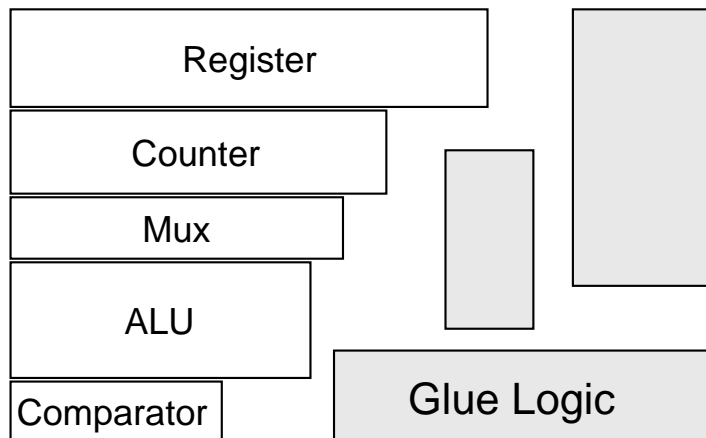 Register
Counter
Mux
ALU
Comparator
Glue Logic